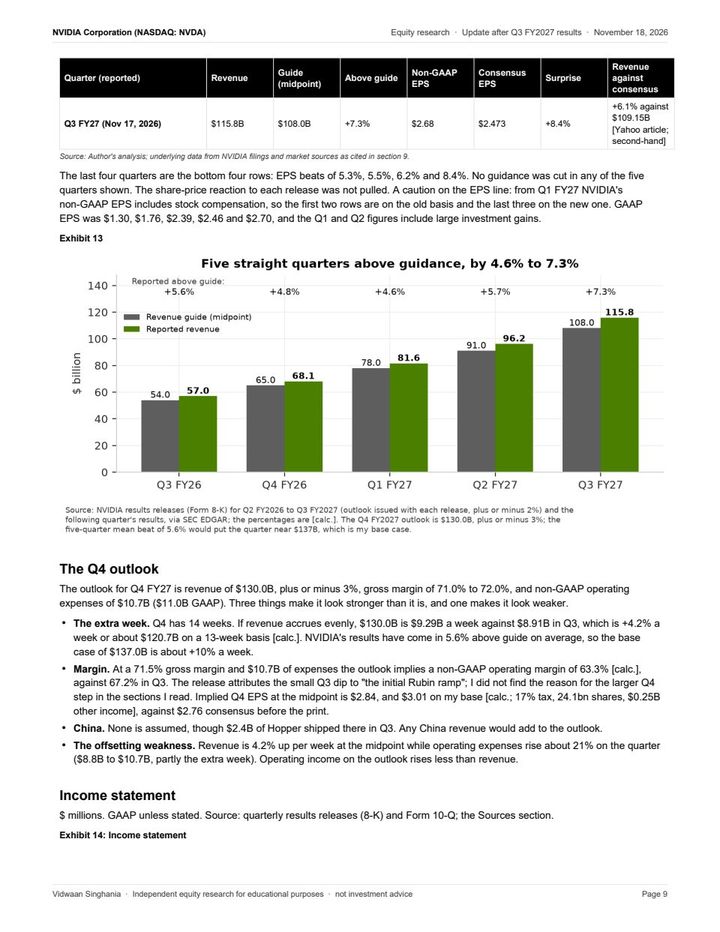 NVIDIA Corporation (NASDAQ: NVDA)
Equity research · Update after Q3 FY2027 results · November 18, 2026
Quarter (reported)
Revenue
Guide
(midpoint)
Above guide
Non-GAAP
EPS
Consensus
EPS
Surprise
Revenue
against
consensus
Q3 FY27 (Nov 17, 2026)
$115.8B
$108.0B
+7.3%
$2.68
$2.473
+8.4%
+6.1% against
$109.15B
[Yahoo article;
second-hand]
Source: Author's analysis; underlying data from NVIDIA filings and market sources as cited in section 9.
The last four quarters are the bottom four rows: EPS beats of 5.3%, 5.5%, 6.2% and 8.4%. No guidance was cut in any of the five
quarters shown. The share-price reaction to each release was not pulled. A caution on the EPS line: from Q1 FY27 NVIDIA's
non-GAAP EPS includes stock compensation, so the first two rows are on the old basis and the last three on the new one. GAAP
EPS was $1.30, $1.76, $2.39, $2.46 and $2.70, and the Q1 and Q2 figures include large investment gains.
Exhibit 13
Five straight quarters above guidance, by 4.6% to 7.3%
Reported above guide:
+5.6%
+4.8%
+4.6%
+5.7%
+7.3%
Revenue guide (midpoint)
Reported revenue
$ billion
140
120
100
80
60
40
20
0
54.0
57.0
65.0
68.1
78.0
81.6
91.0
96.2
108.0
115.8
Q3 FY26
Q4 FY26
Q1 FY27
Q2 FY27
Q3 FY27
Source: NVIDIA results releases (Form 8-K) for Q2 FY2026 to Q3 FY2027 (outlook issued with each release, plus or minus 2%) and the
following quarter's results, via SEC EDGAR; the percentages are [calc.]. The Q4 FY2027 outlook is $130.0B, plus or minus 3%; the
five-quarter mean beat of 5.6% would put the quarter near $137B, which is my base case.
The Q4 outlook
The outlook for Q4 FY27 is revenue of $130.0B, plus or minus 3%, gross margin of 71.0% to 72.0%, and non-GAAP operating
expenses of $10.7B ($11.0B GAAP). Three things make it look stronger than it is, and one makes it look weaker.
• The extra week. Q4 has 14 weeks. If revenue accrues evenly, $130.0B is $9.29B a week against $8.91B in Q3, which is +4.2% a
week or about $120.7B on a 13-week basis [calc.]. NVIDIA's results have come in 5.6% above guide on average, so the base
case of $137.0B is about +10% a week.
• Margin. At a 71.5% gross margin and $10.7B of expenses the outlook implies a non-GAAP operating margin of 63.3% [calc.],
against 67.2% in Q3. The release attributes the small Q3 dip to "the initial Rubin ramp"; I did not find the reason for the larger Q4
step in the sections I read. Implied Q4 EPS at the midpoint is $2.84, and $3.01 on my base [calc.; 17% tax, 24.1bn shares, $0.25B
other income], against $2.76 consensus before the print.
• China. None is assumed, though $2.4B of Hopper shipped there in Q3. Any China revenue would add to the outlook.
• The offsetting weakness. Revenue is 4.2% up per week at the midpoint while operating expenses rise about 21% on the quarter
($8.8B to $10.7B, partly the extra week). Operating income on the outlook rises less than revenue.
Income statement
$ millions. GAAP unless stated. Source: quarterly results releases (8-K) and Form 10-Q; the Sources section.
Exhibit 14: Income statement
Vidwaan Singhania · Independent equity research for educational purposes · not investment advice
Page 9